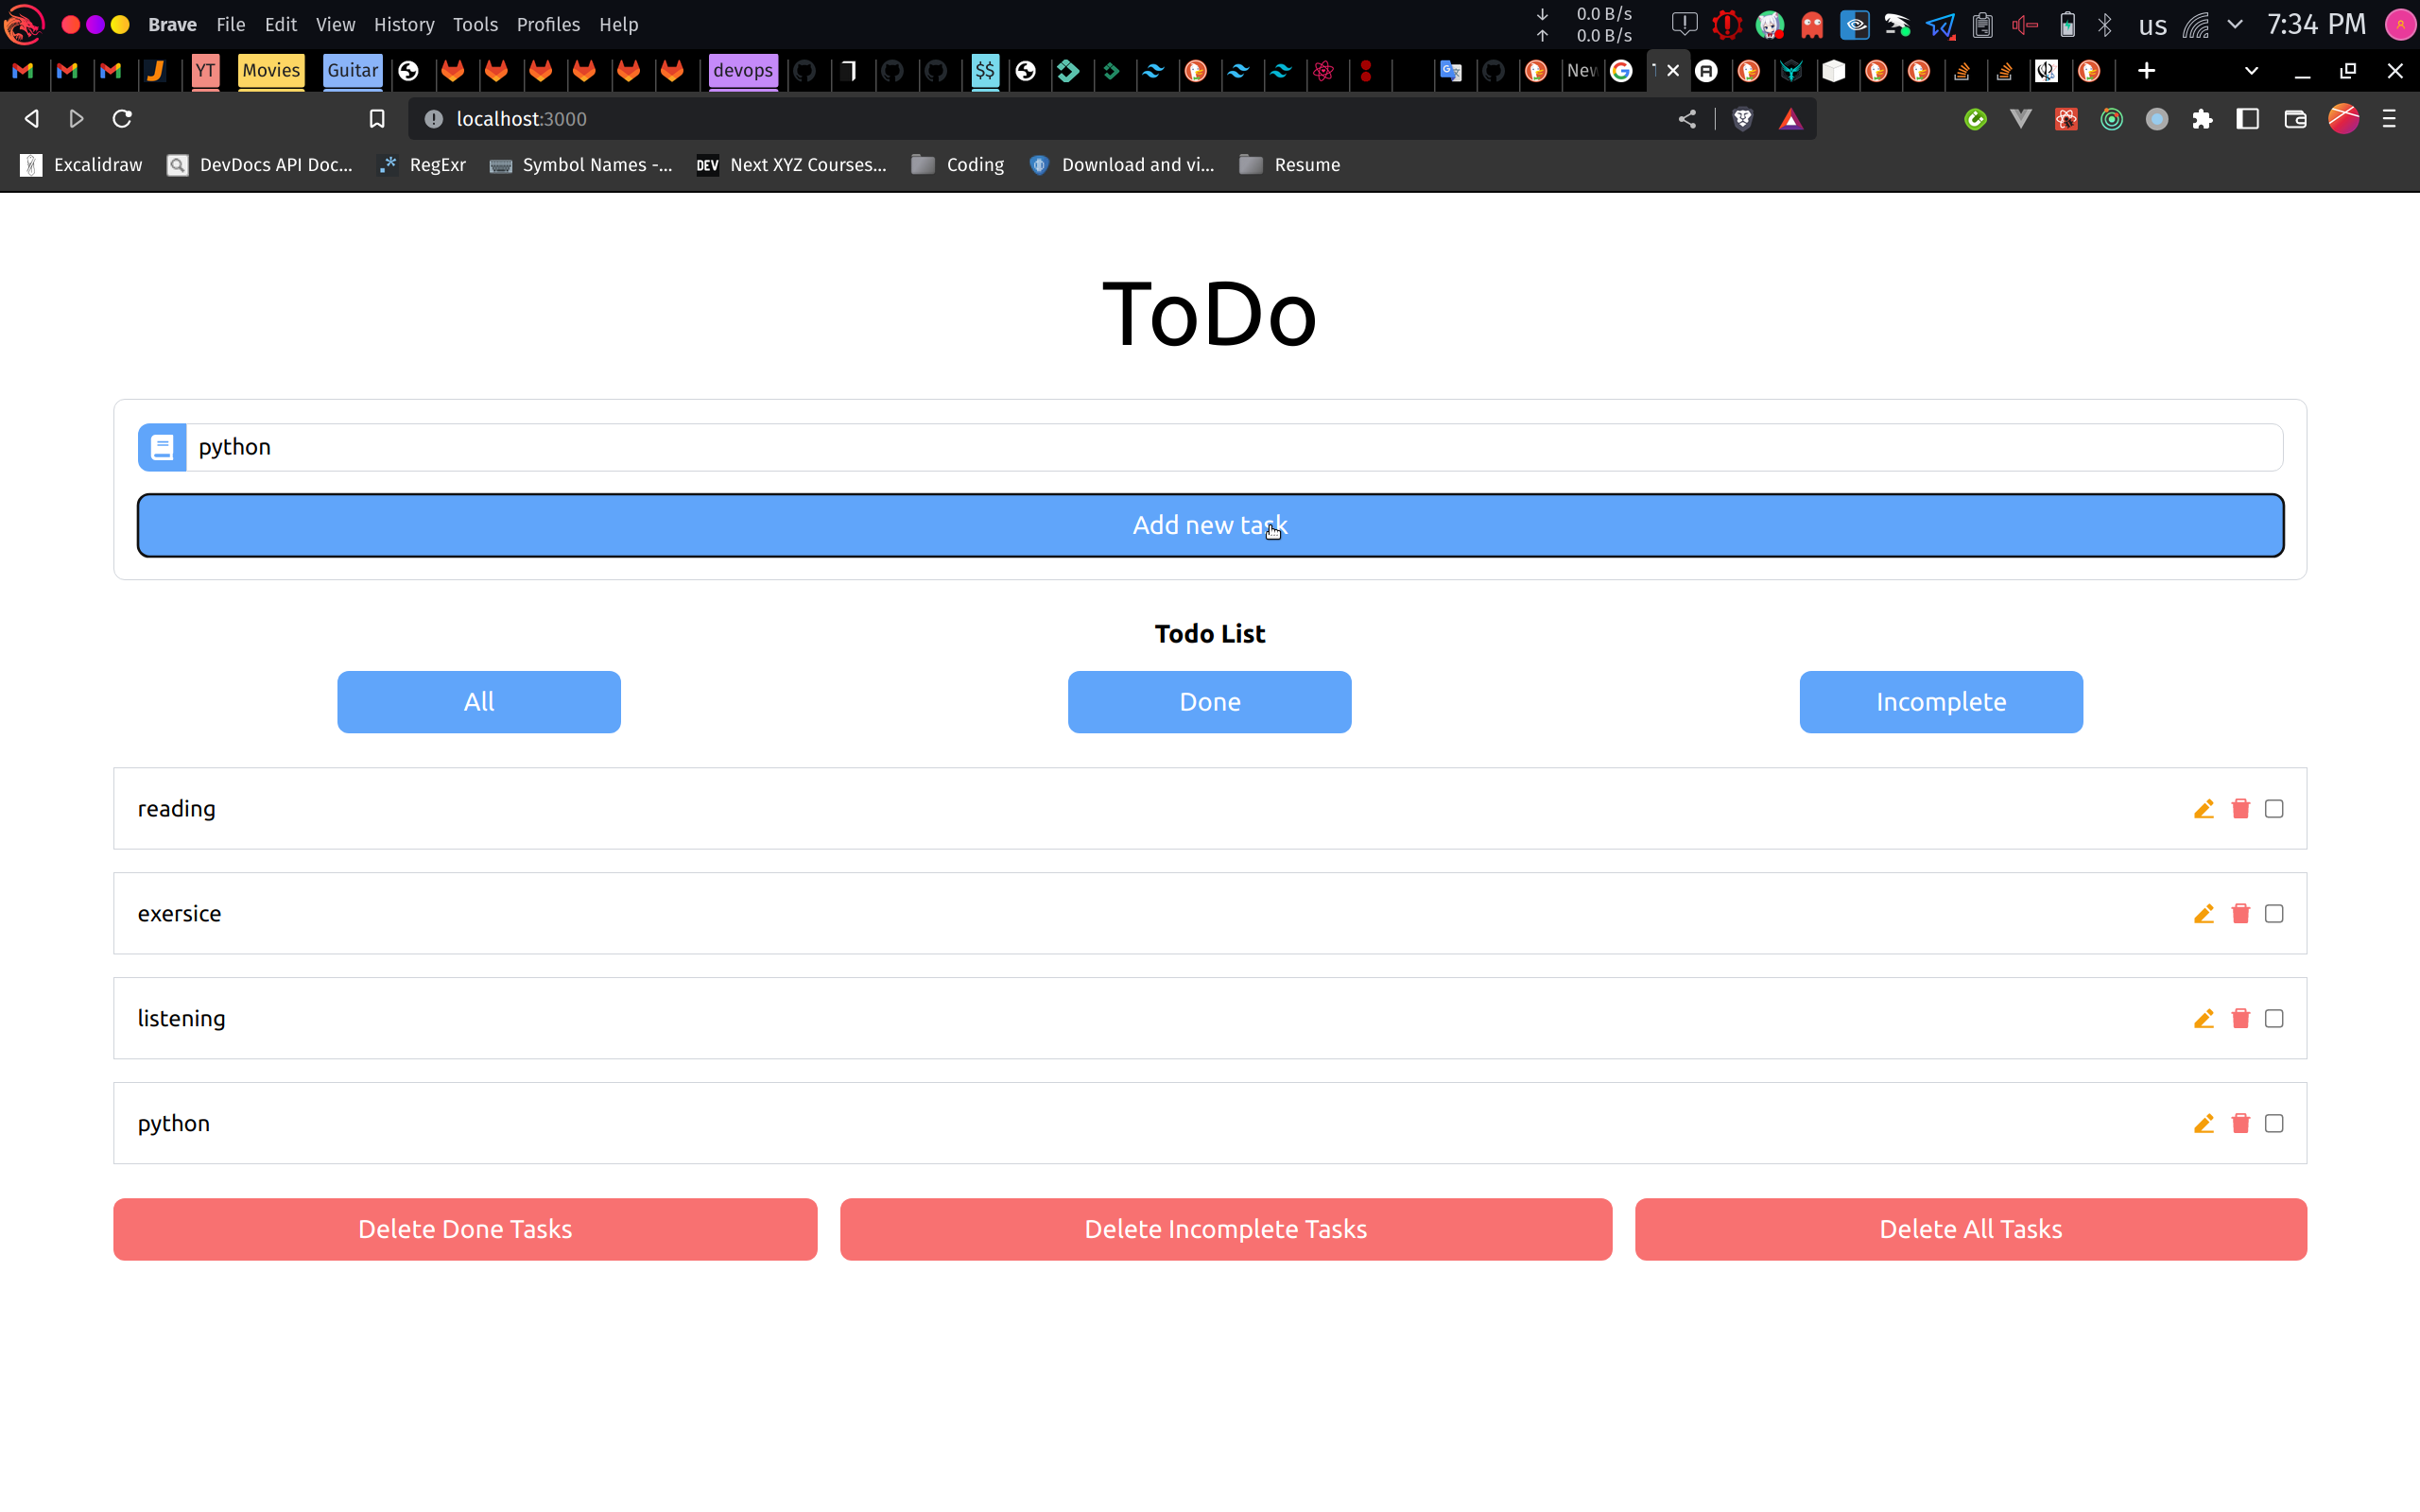 Brave File Edit View History Tools Profiles Help
0.0 B/s
0.0 B/s
us 7:34 PM
YT Movies Guitar devops $$ New
localhost:3000
Excalidraw DevDocs API Doc... RegExr Symbol Names -... DEV Next XYZ Courses... Coding Download and vi... Resume
ToDo
python
Add new task
Todo List
All Done Incomplete
reading
exersice
listening
python
Delete Done Tasks Delete Incomplete Tasks Delete All Tasks